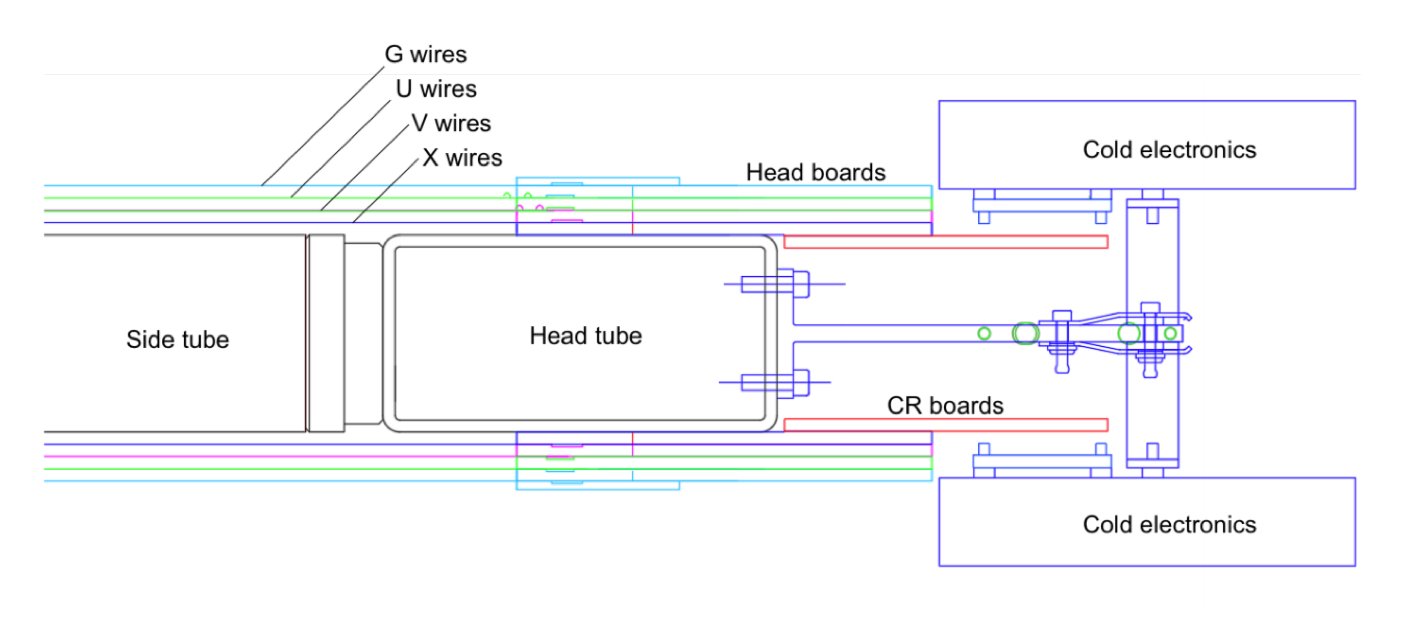 G wires
U wires
V wires
X wires
Head boards
Cold electronics
Side tube
Head tube
CR boards
Cold electronics